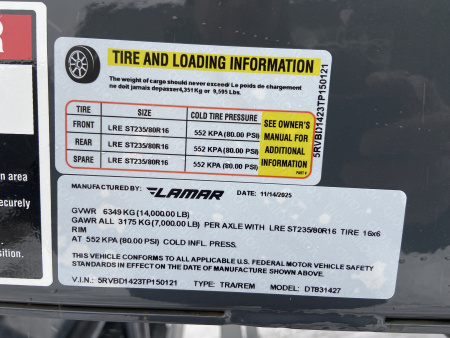 R
on area
securely
s.
TIRE AND LOADING INFORMATION
The weight of cargo should never exceed/ Le poids de chargement
ne doit jamais depasser4,351 Kg or 9,595 Lbs.
TIRE SIZE COLD TIRE PRESSURE
FRONT LRE ST235/80R16 552 KPA (80.00 PSI)
REAR LRE ST235/80R16 552 KPA (80.00 PSI)
SPARE LRE ST235/80R16 552 KPA (80.00 PSI)
SEE OWNER'S
MANUAL FOR
ADDITIONAL
INFORMATION
5RVBD1423TP150121
MANUFACTURED BY LAMAR DATE: 11/14/2025
GVWR 6349 KG (14,000.00 LB)
GAWR ALL 3175 KG(7,000.00 LB) PER AXLE WITH LRE ST235/80R16 TIRE 16x6
RIM
AT 552 KPA (80.00 PSI) COLD INFL. PRESS.
THIS VEHICLE CONFORMS TO ALL APPLICABLE U.S. FEDERAL MOTOR VEHICLE SAFETY
STANDARDS IN EFFECT ON THE DATE OF MANUFACTURE SHOWN ABOVE.
V.I.N.: 5RVBD1423TP150121 TYPE: TRA/REM MODEL: DTB31427